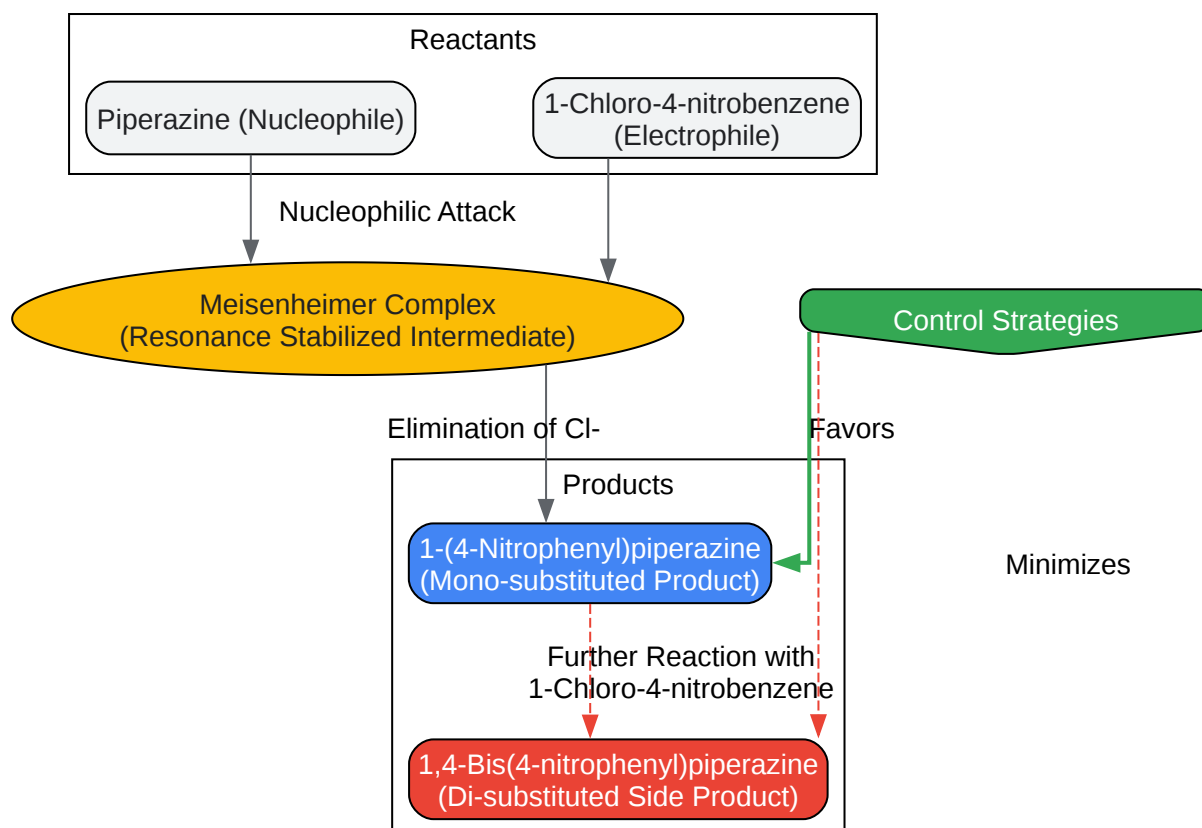 Reactants
Piperazine (Nucleophile)
1-Chloro-4-nitrobenzene
(Electrophile)
Nucleophilic Attack
Meisenheimer Complex
(Resonance Stabilized Intermediate)
Control Strategies
Elimination of Cl-
Favors
Products
1-(4-Nitrophenyl)piperazine
(Mono-substituted Product)
Minimizes
Further Reaction with
1-Chloro-4-nitrobenzene
1,4-Bis(4-nitrophenyl)piperazine
(Di-substituted Side Product)